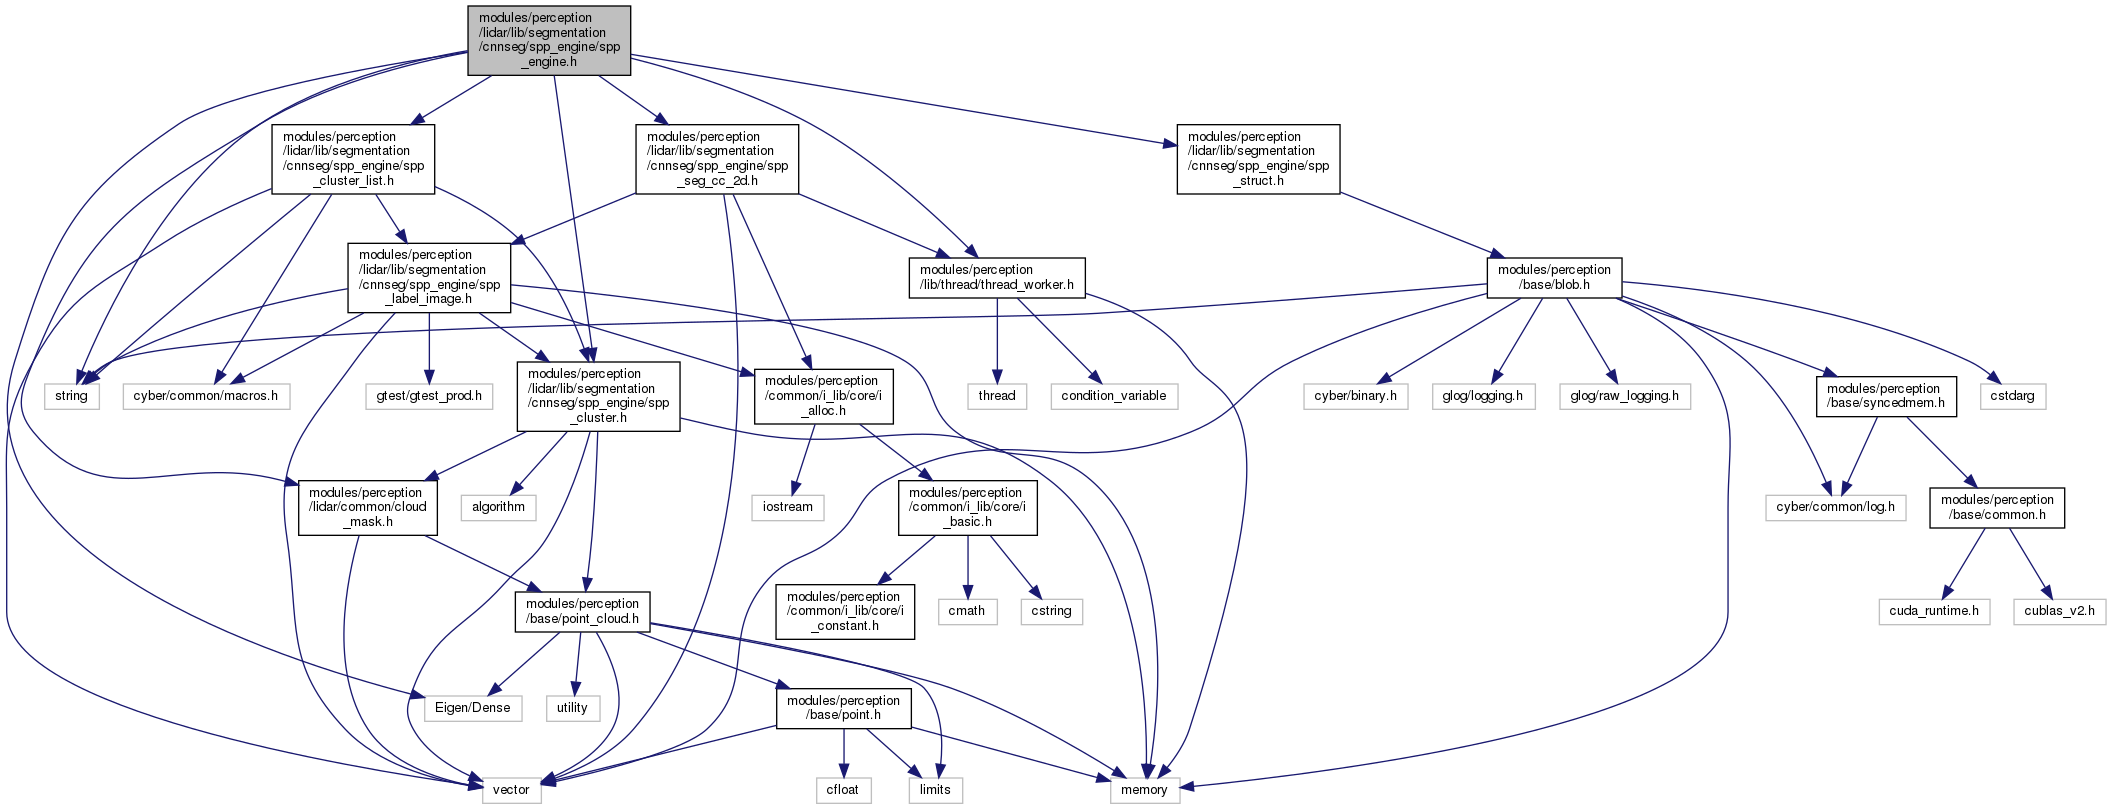 modules/perception
/lidar/lib/segmentation
/cnnseg/spp_engine/spp
_engine.h
modules/perception
/lidar/lib/segmentation
/cnnseg/spp_engine/spp
_cluster_list.h
modules/perception
/lidar/lib/segmentation
/cnnseg/spp_engine/spp
_seg_cc_2d.h
modules/perception
/lidar/lib/segmentation
/cnnseg/spp_engine/spp
_struct.h
modules/perception
/lidar/lib/segmentation
/cnnseg/spp_engine/spp
_label_image.h
modules/perception
/lib/thread/thread_worker.h
modules/perception
/base/blob.h
string
cyber/common/macros.h
gtest/gtest_prod.h
modules/perception
/lidar/lib/segmentation
/cnnseg/spp_engine/spp
_cluster.h
modules/perception
/common/i_lib/core/i
_alloc.h
thread
condition_variable
cyber/binary.h
glog/logging.h
glog/raw_logging.h
modules/perception
/base/syncedmem.h
cstdarg
modules/perception
/lidar/common/cloud
_mask.h
algorithm
iostream
modules/perception
/common/i_lib/core/i
_basic.h
cyber/common/log.h
modules/perception
/base/common.h
modules/perception
/base/point_cloud.h
modules/perception
/common/i_lib/core/i
_constant.h
cmath
cstring
cuda_runtime.h
cublas_v2.h
Eigen/Dense
utility
modules/perception
/base/point.h
vector
cfloat
limits
memory